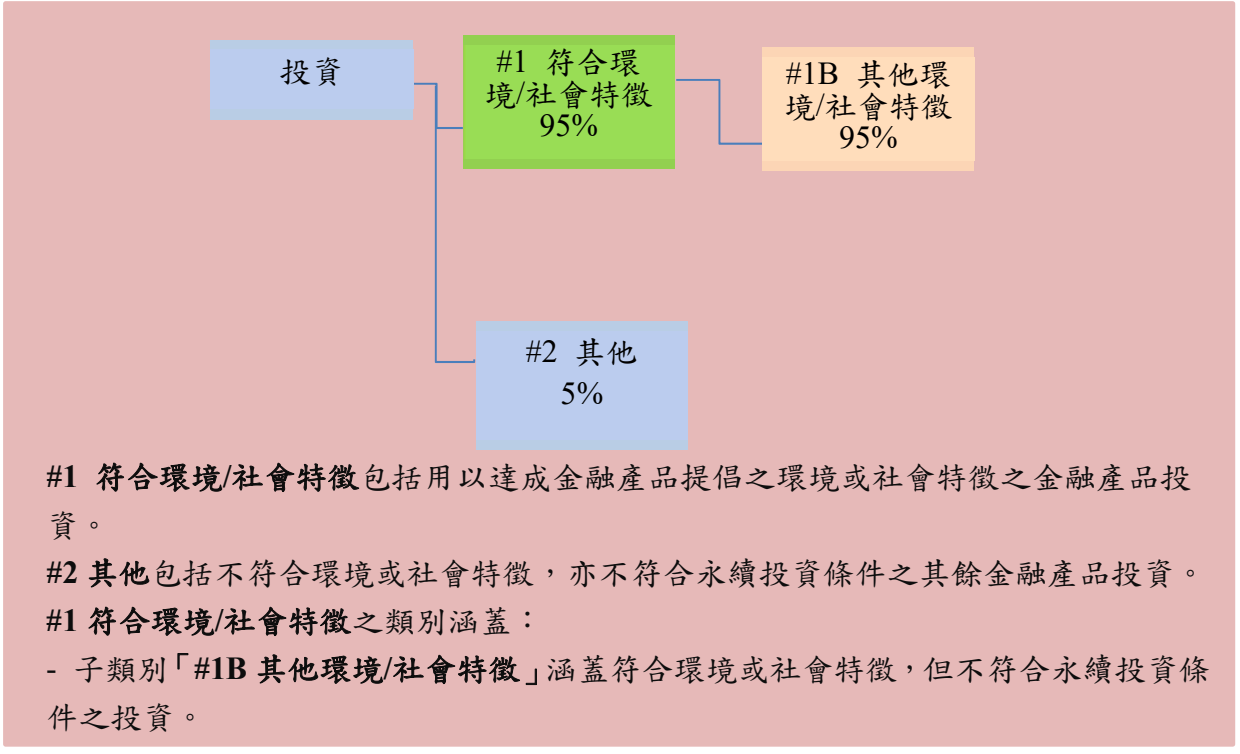 投資
#1 符合環
境/社會特徵
95%
#1B 其他環
境/社會特徵
95%
#2 其他
5%
#1 符合環境/社會特徵包括用以達成金融產品提倡之環境或社會特徵之金融產品投
資。
#2 其他包括不符合環境或社會特徵，亦不符合永續投資條件之其餘金融產品投資。
#1 符合環境/社會特徵之類別涵蓋：
- 子類別「#1B 其他環境/社會特徵」涵蓋符合環境或社會特徵，但不符合永續投資條
件之投資。